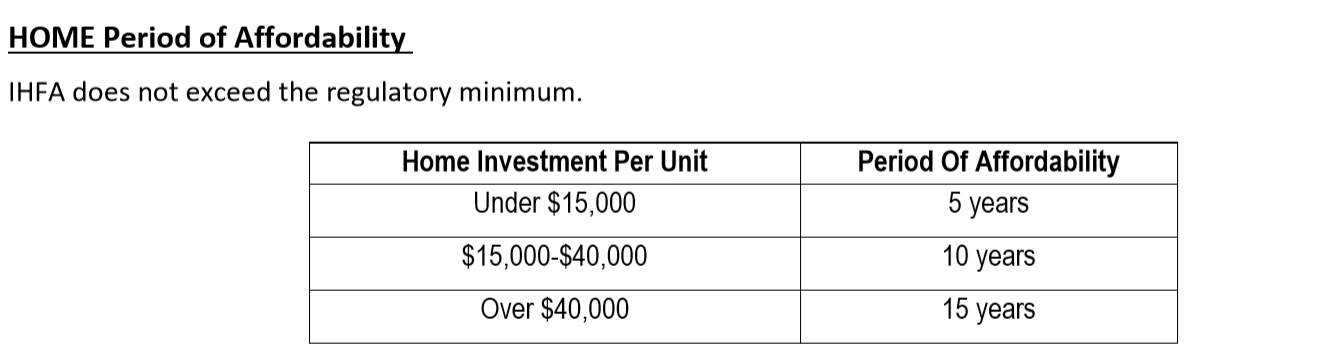 HOME Period of Affordability
IHFA does not exceed the regulatory minimum.
Home Investment Per Unit Period Of Affordability
Under $15,000 5 years
$15,000-$40,000 10 years
Over $40,000 15 years